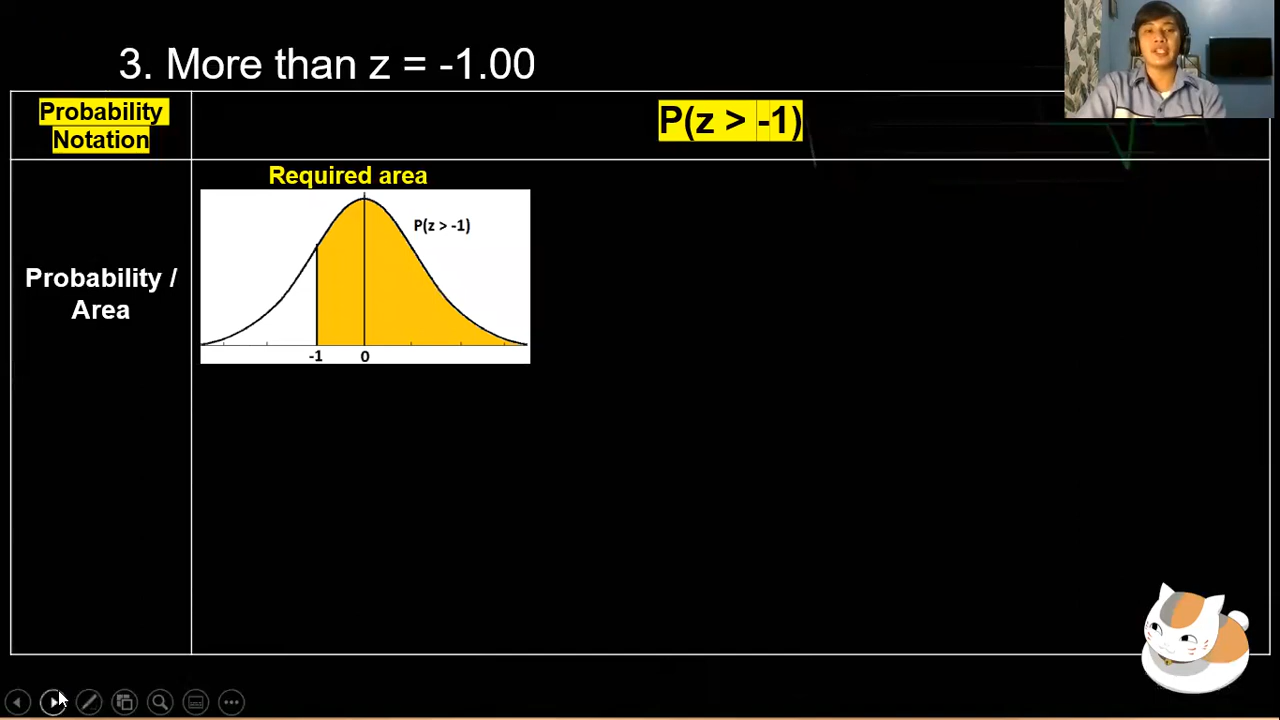 3. More than z = -1.00
Probability
Notation
P(z > -1)
Required area
P(z > -1)
Probability /
Area
-1
0